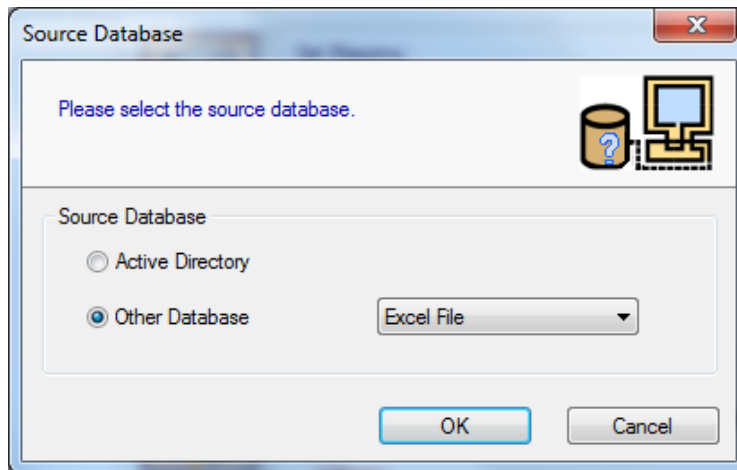 Source Database
Please select the source database.
Source Database
Active Directory
Other Database
Excel File
OK
Cancel